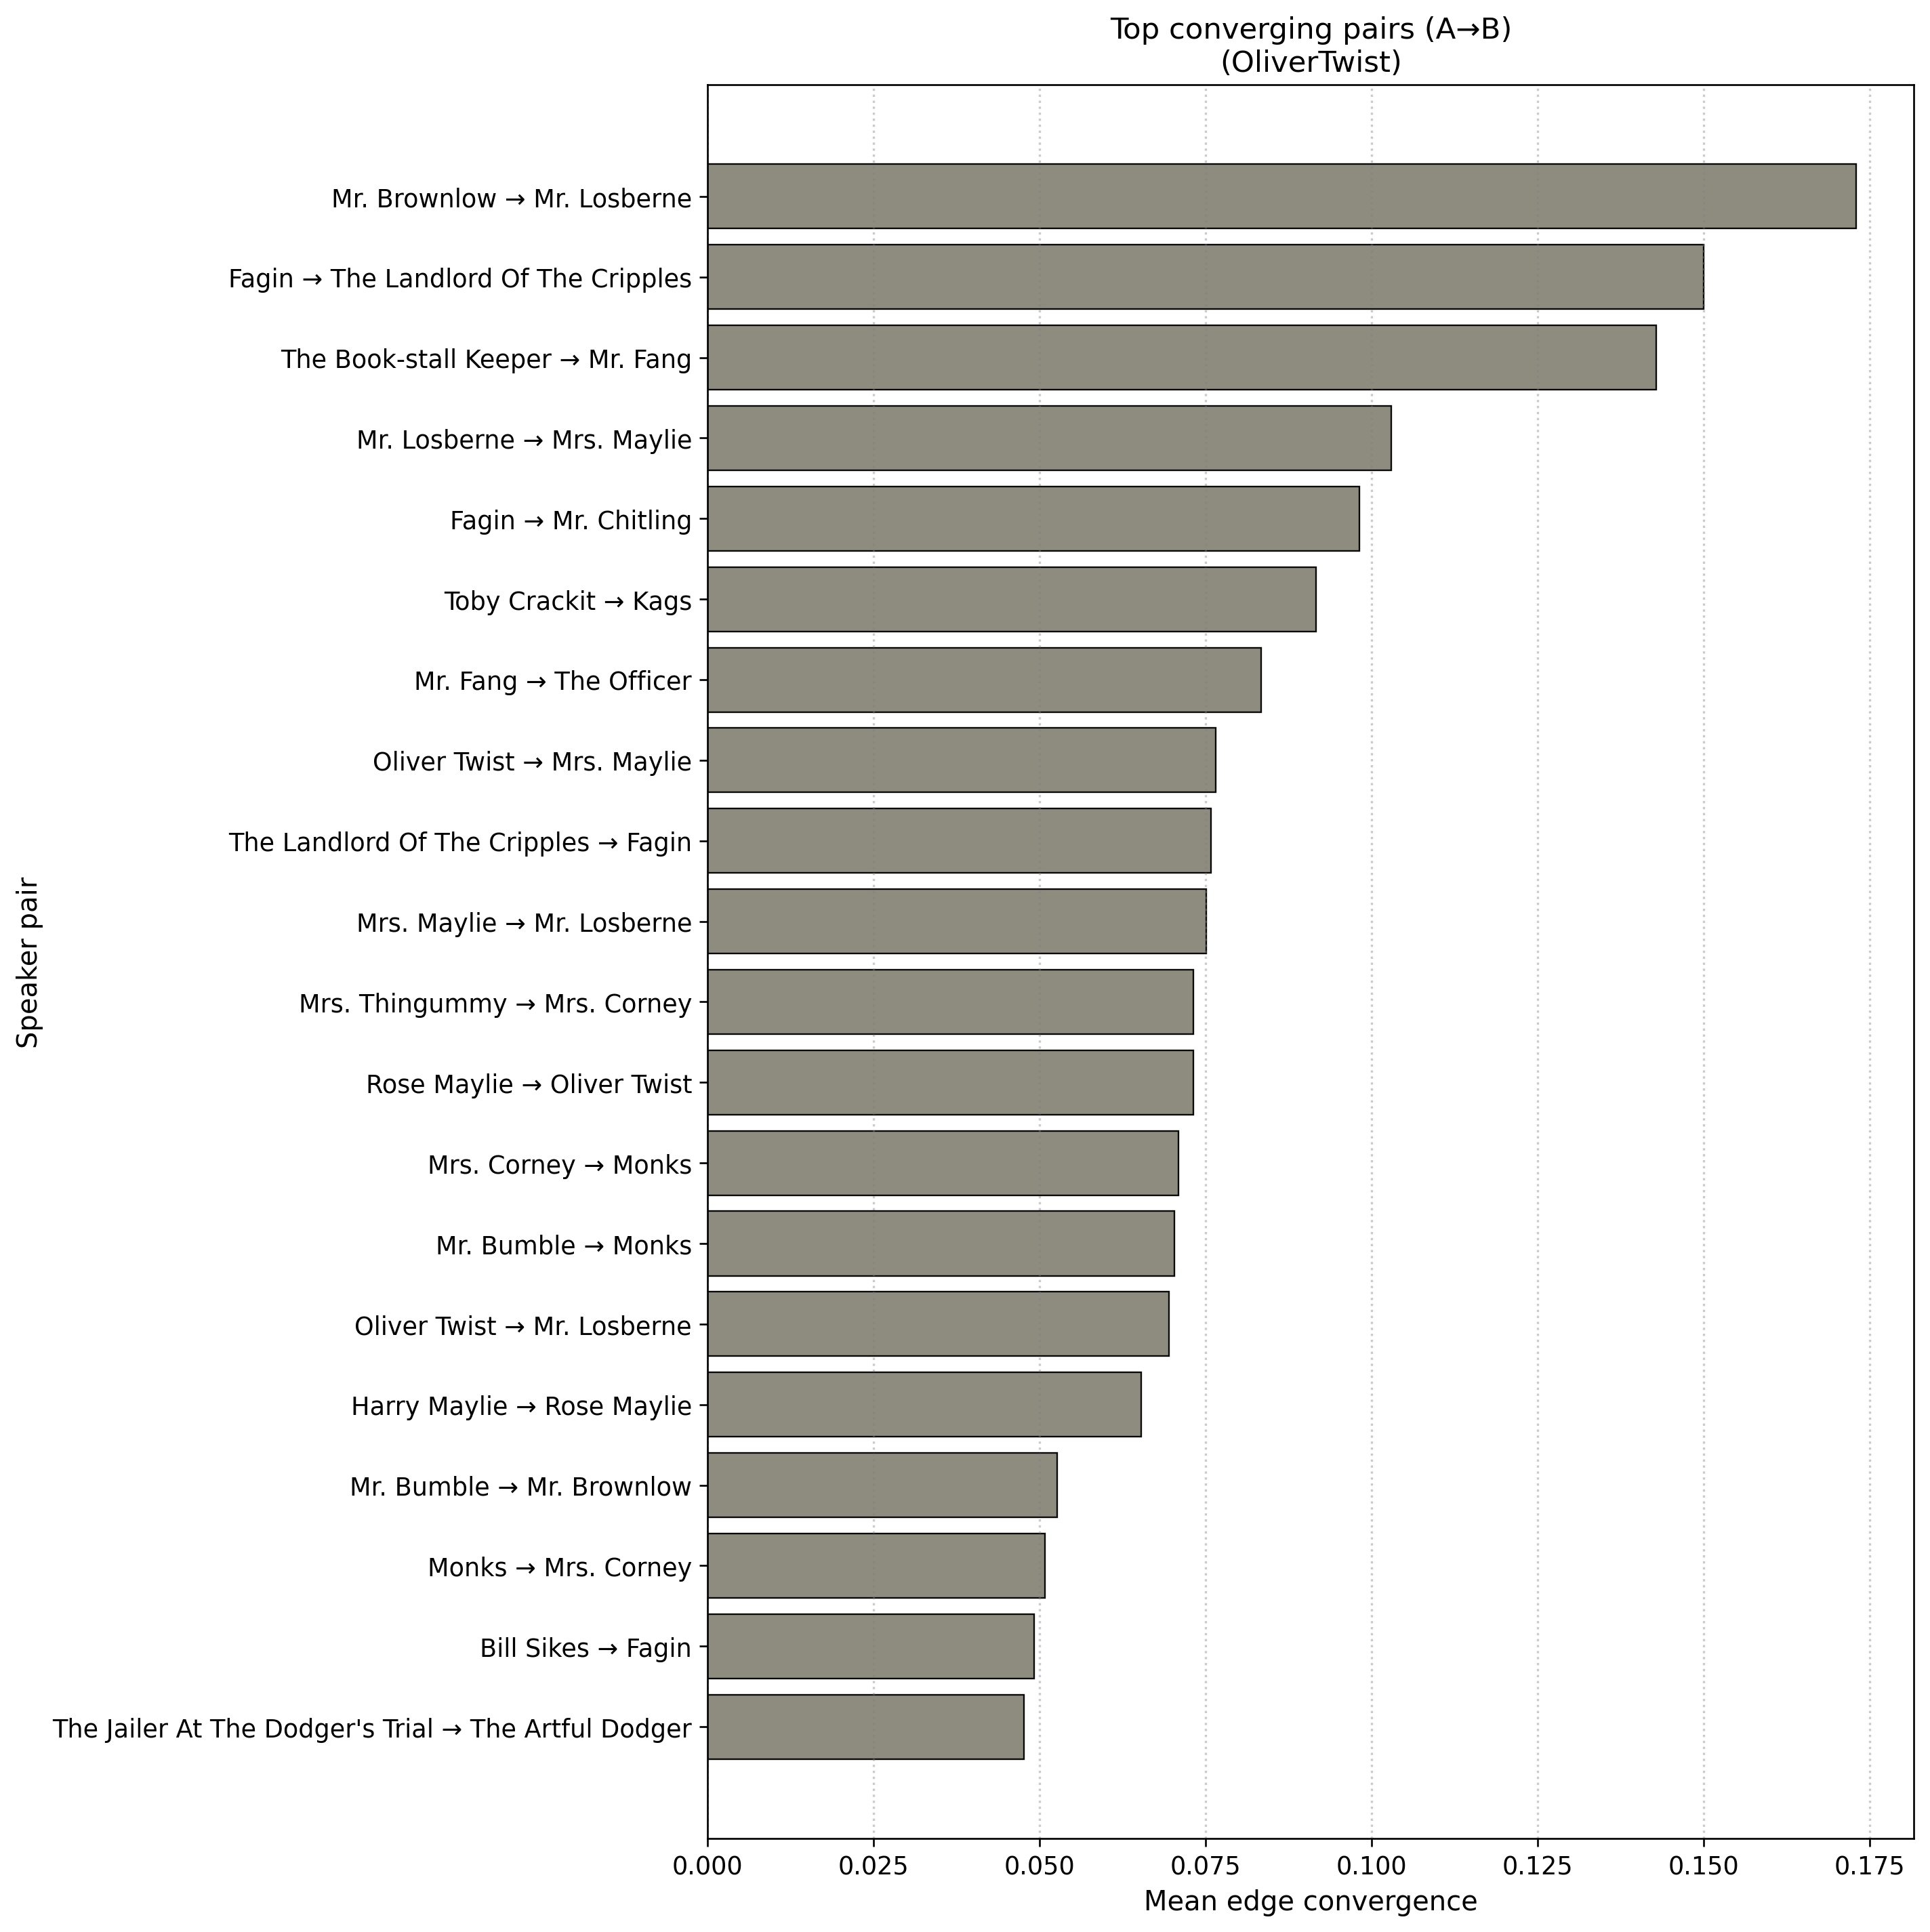 Top converging pairs (A→B)
(OliverTwist)
Speaker pair
Mr. Brownlow → Mr. Losberne
Fagin → The Landlord Of The Cripples
The Book-stall Keeper → Mr. Fang
Mr. Losberne → Mrs. Maylie
Fagin → Mr. Chitling
Toby Crackit → Kags
Mr. Fang → The Officer
Oliver Twist → Mrs. Maylie
The Landlord Of The Cripples → Fagin
Mrs. Maylie → Mr. Losberne
Mrs. Thingummy → Mrs. Corney
Rose Maylie → Oliver Twist
Mrs. Corney → Monks
Mr. Bumble → Monks
Oliver Twist → Mr. Losberne
Harry Maylie → Rose Maylie
Mr. Bumble → Mr. Brownlow
Monks → Mrs. Corney
Bill Sikes → Fagin
The Jailer At The Dodger's Trial → The Artful Dodger
0.000 0.025 0.050 0.075 0.100 0.125 0.150 0.175
Mean edge convergence